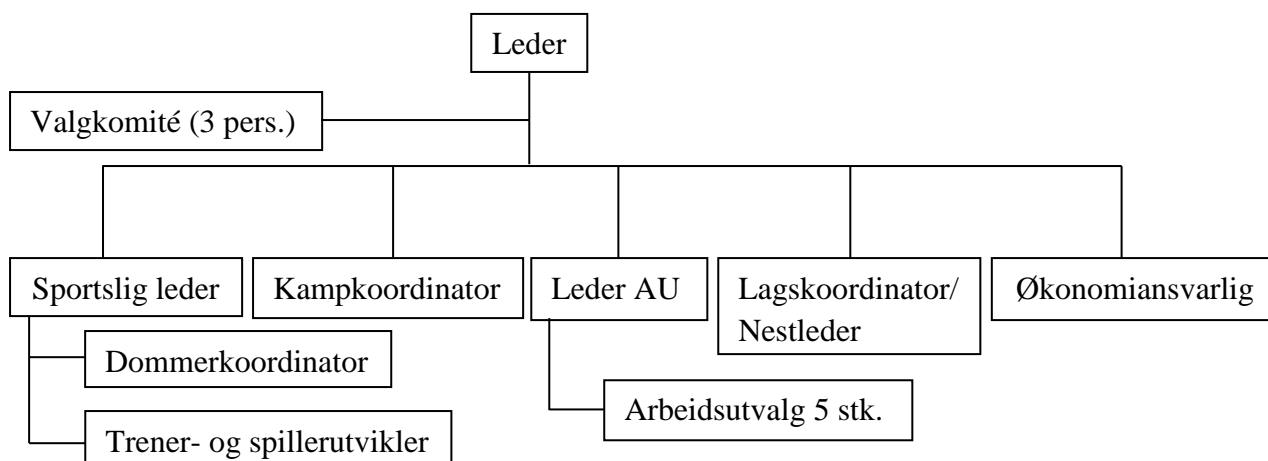 Leder
Valgkomité (3 pers.)
Sportslig leder
Kampkoordinator
Leder AU
Lagskoordinator/
Nestleder
Økonomiansvarlig
Dommerkoordinator
Arbeidsutvalg 5 stk.
Trener- og spillerutvikler